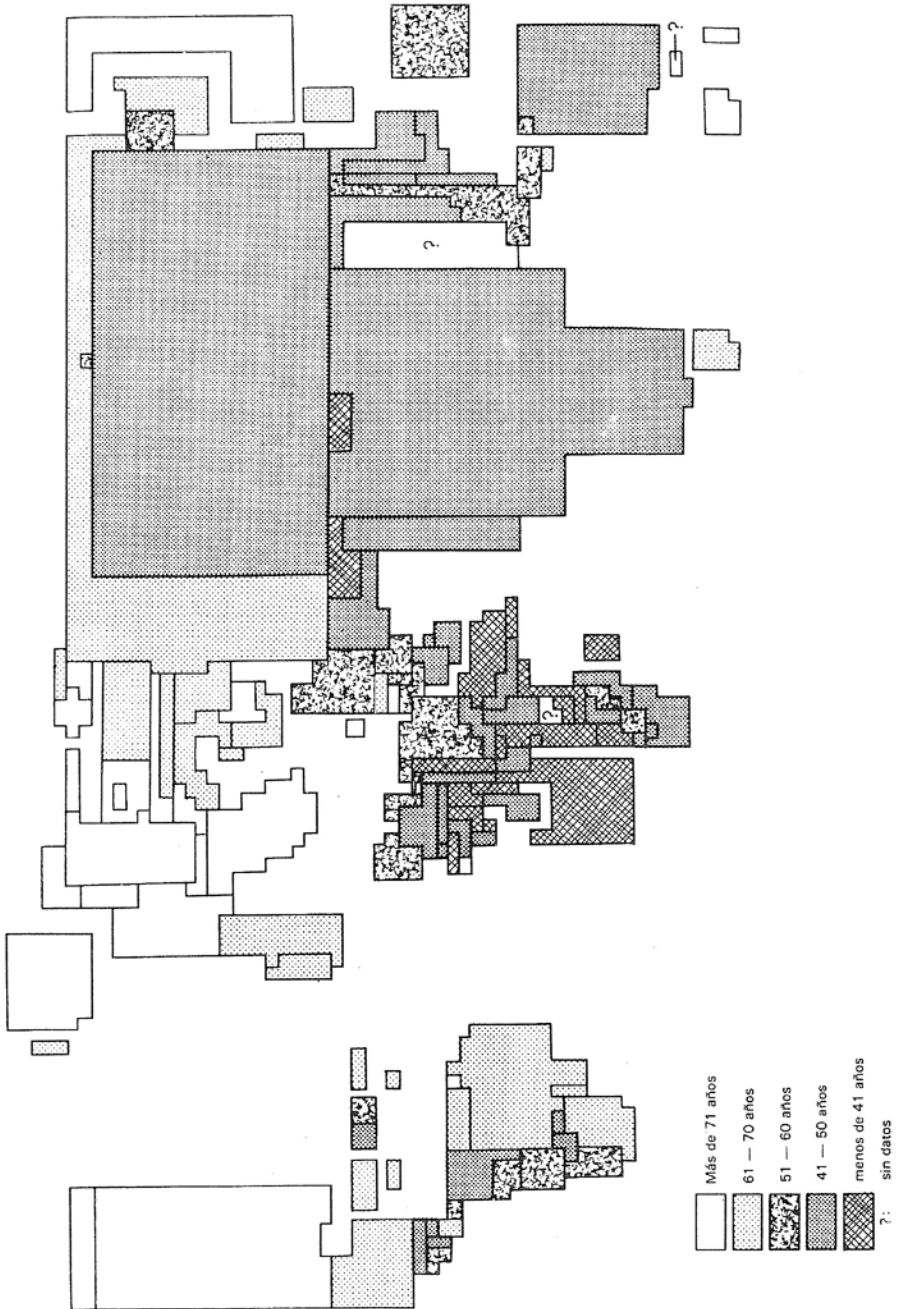 ?
?
?
Más de 71 años
61 — 70 años
51 — 60 años
41 — 50 años
menos de 41 años
?: sin datos